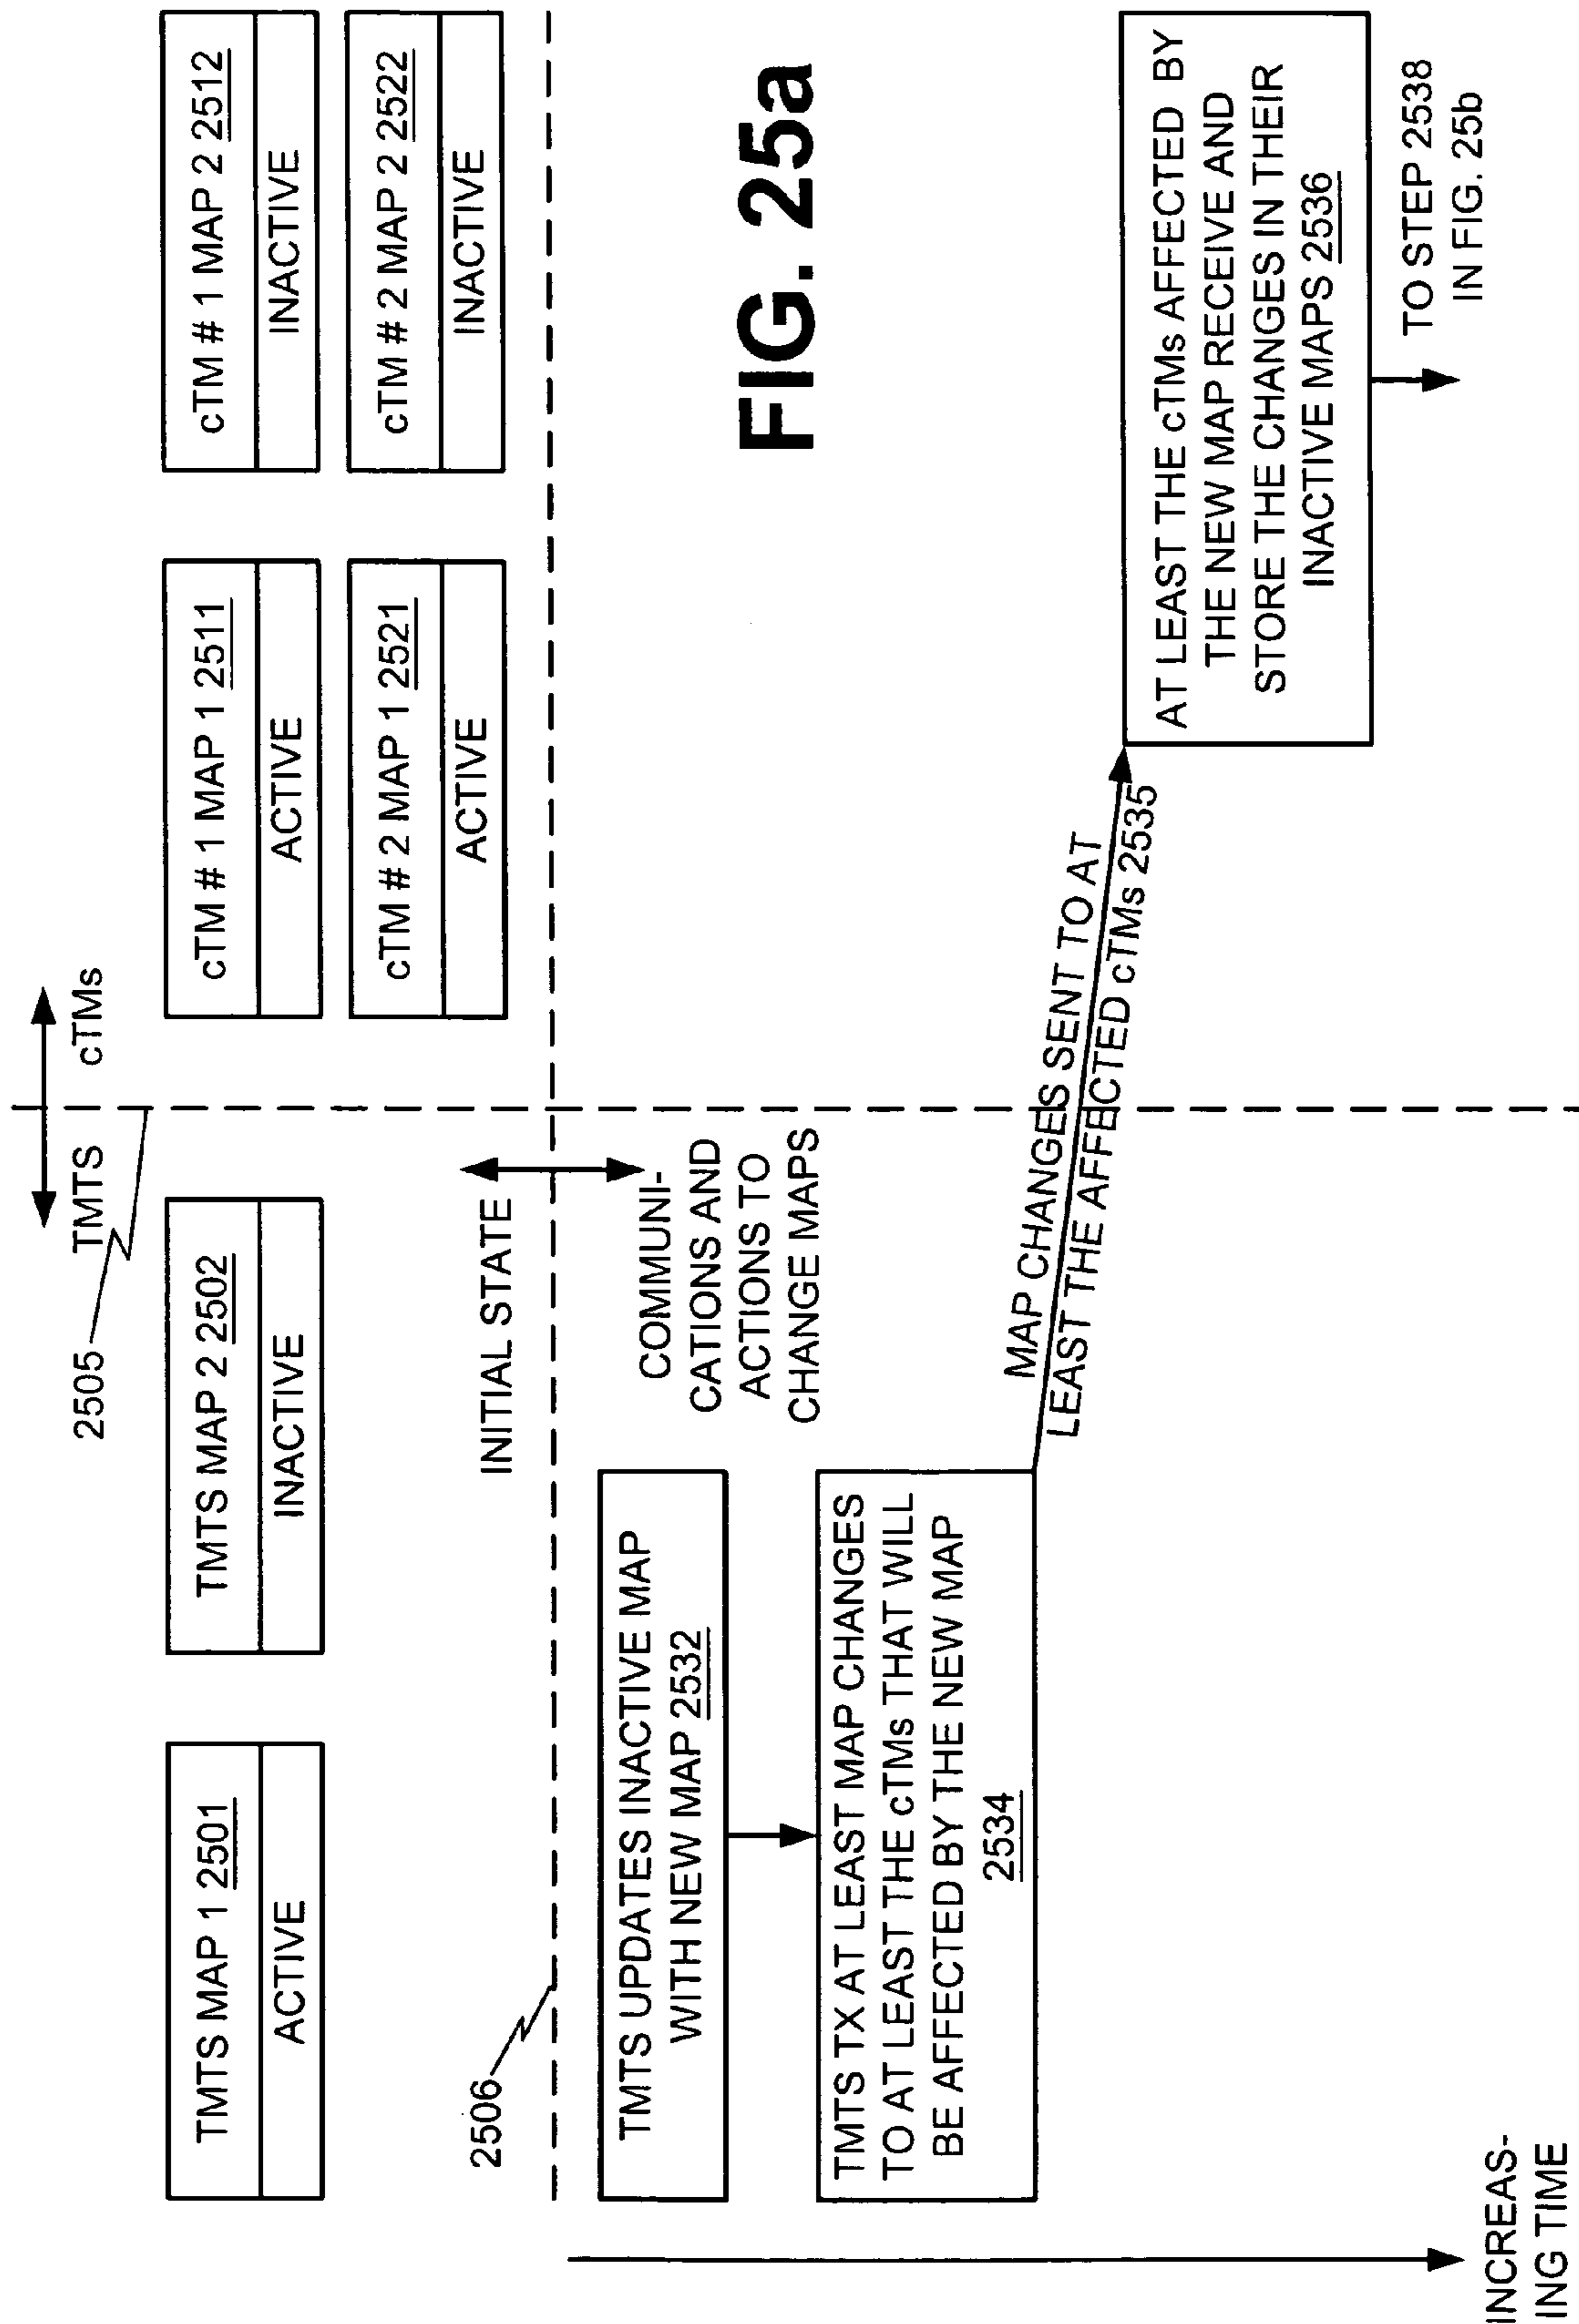 TMTS
cTMs
2505
TMTS MAP 1 2501
ACTIVE
TMTS MAP 2 2502
INACTIVE
cTM # 1 MAP 1 2511
ACTIVE
cTM # 1 MAP 2 2512
INACTIVE
cTM # 2 MAP 1 2521
ACTIVE
cTM # 2 MAP 2 2522
INACTIVE
2506
INITIAL STATE
COMMUNI-
CATIONS AND
ACTIONS TO
CHANGE MAPS
FIG. 25a
TMTS UPDATES INACTIVE MAP
WITH NEW MAP 2532
TMTS TX AT LEAST MAP CHANGES
TO AT LEAST THE cTMs THAT WILL
BE AFFECTED BY THE NEW MAP
2534
MAP CHANGES SENT TO AT
LEAST THE AFFECTED cTMs 2535
AT LEAST THE cTMs AFFECTED BY
THE NEW MAP RECEIVE AND
STORE THE CHANGES IN THEIR
INACTIVE MAPS 2536
TO STEP 2538
IN FIG. 25b
INCREAS-
ING TIME